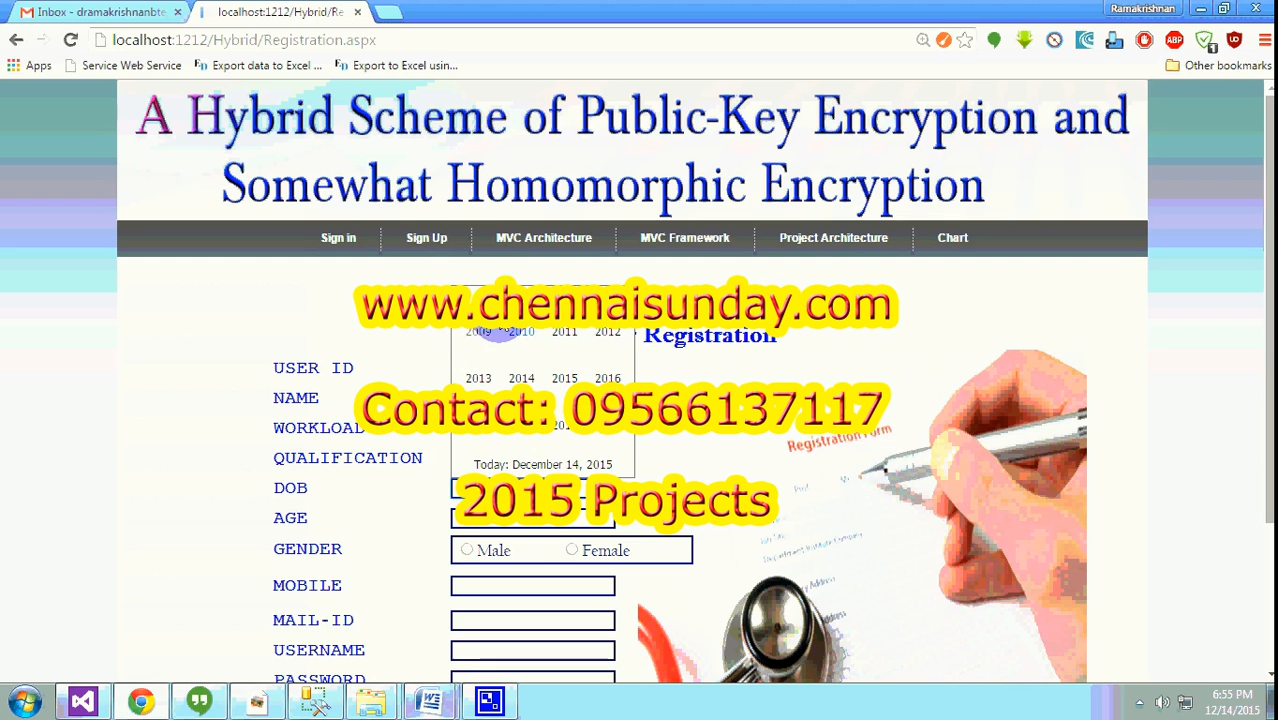 Inbox - dramakrishnanbte
localhost:1212/Hybrid/Re
Ramakrishnan
localhost:1212/Hybrid/Registration.aspx
Apps
Service Web Service
Export data to Excel ...
Export to Excel usin...
Other bookmarks
A Hybrid Scheme of Public-Key Encryption and
Somewhat Homomorphic Encryption
Sign in
Sign Up
MVC Architecture
MVC Framework
Project Architecture
Chart
www.chennaisunday.com
2009 2010 2011 2012
Registration
USER ID
2013 2014 2015 2016
NAME
Contact: 09566137117
WORKLOAD
Registration Form
QUALIFICATION
Today: December 14, 2015
DOB
2015 Projects
AGE
GENDER
Male
Female
MOBILE
MAIL-ID
USERNAME
PASSWORD
6:55 PM
12/14/2015